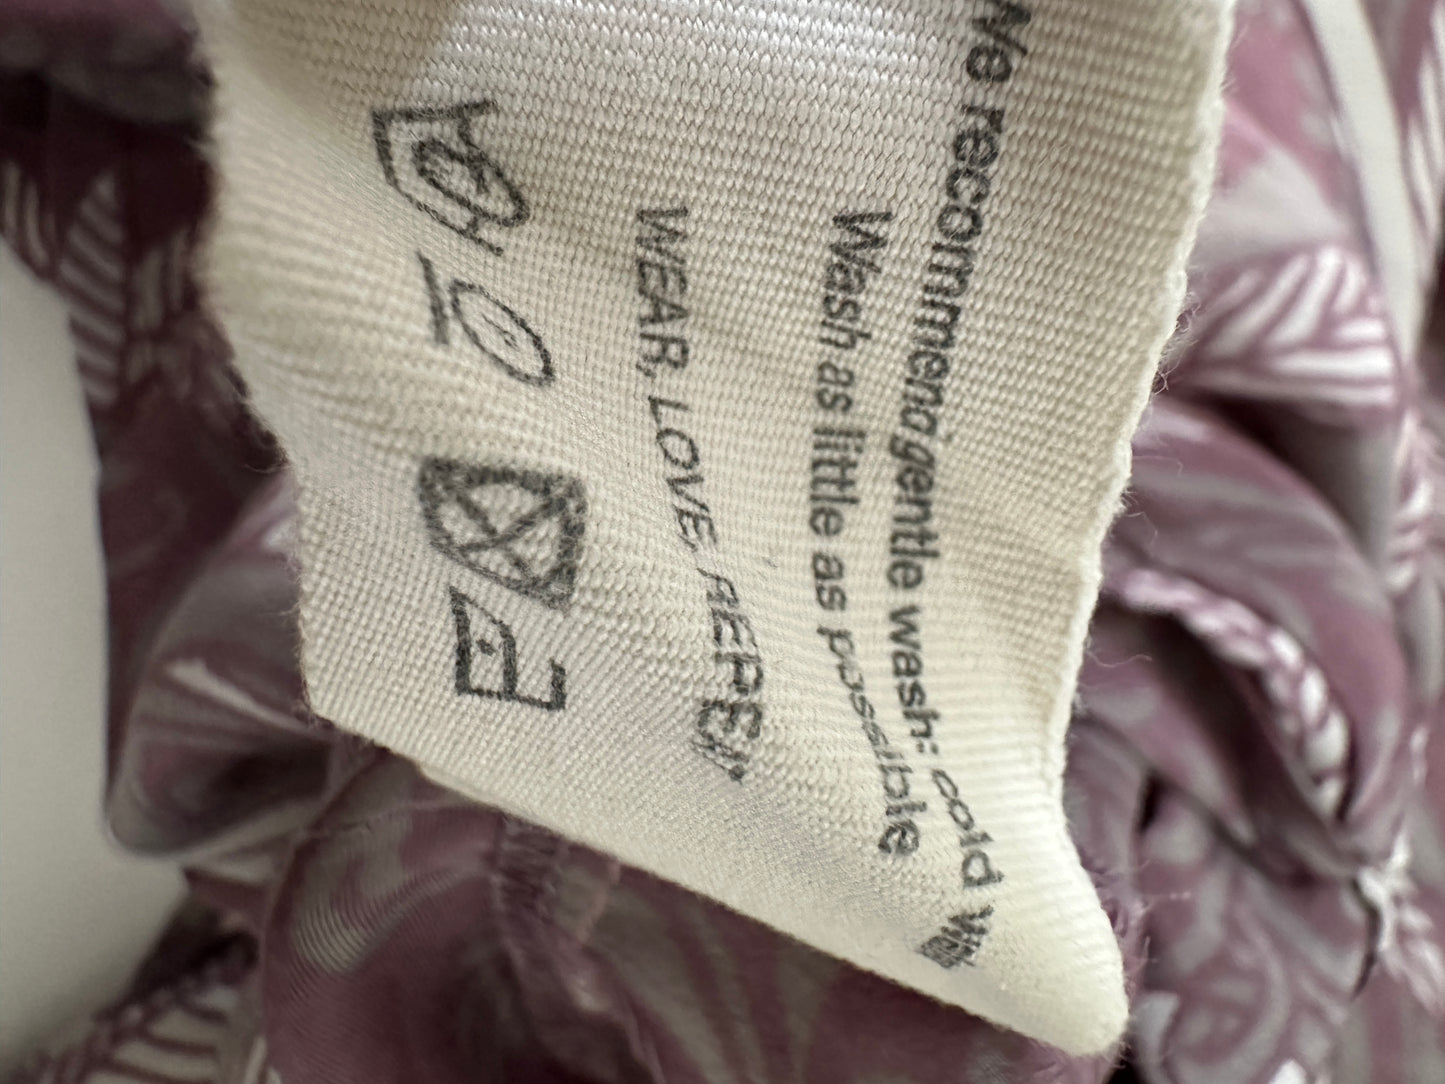 We recommend gentle wash: cold
Wash as little as possible
WEAR, LOVE, REPEAT